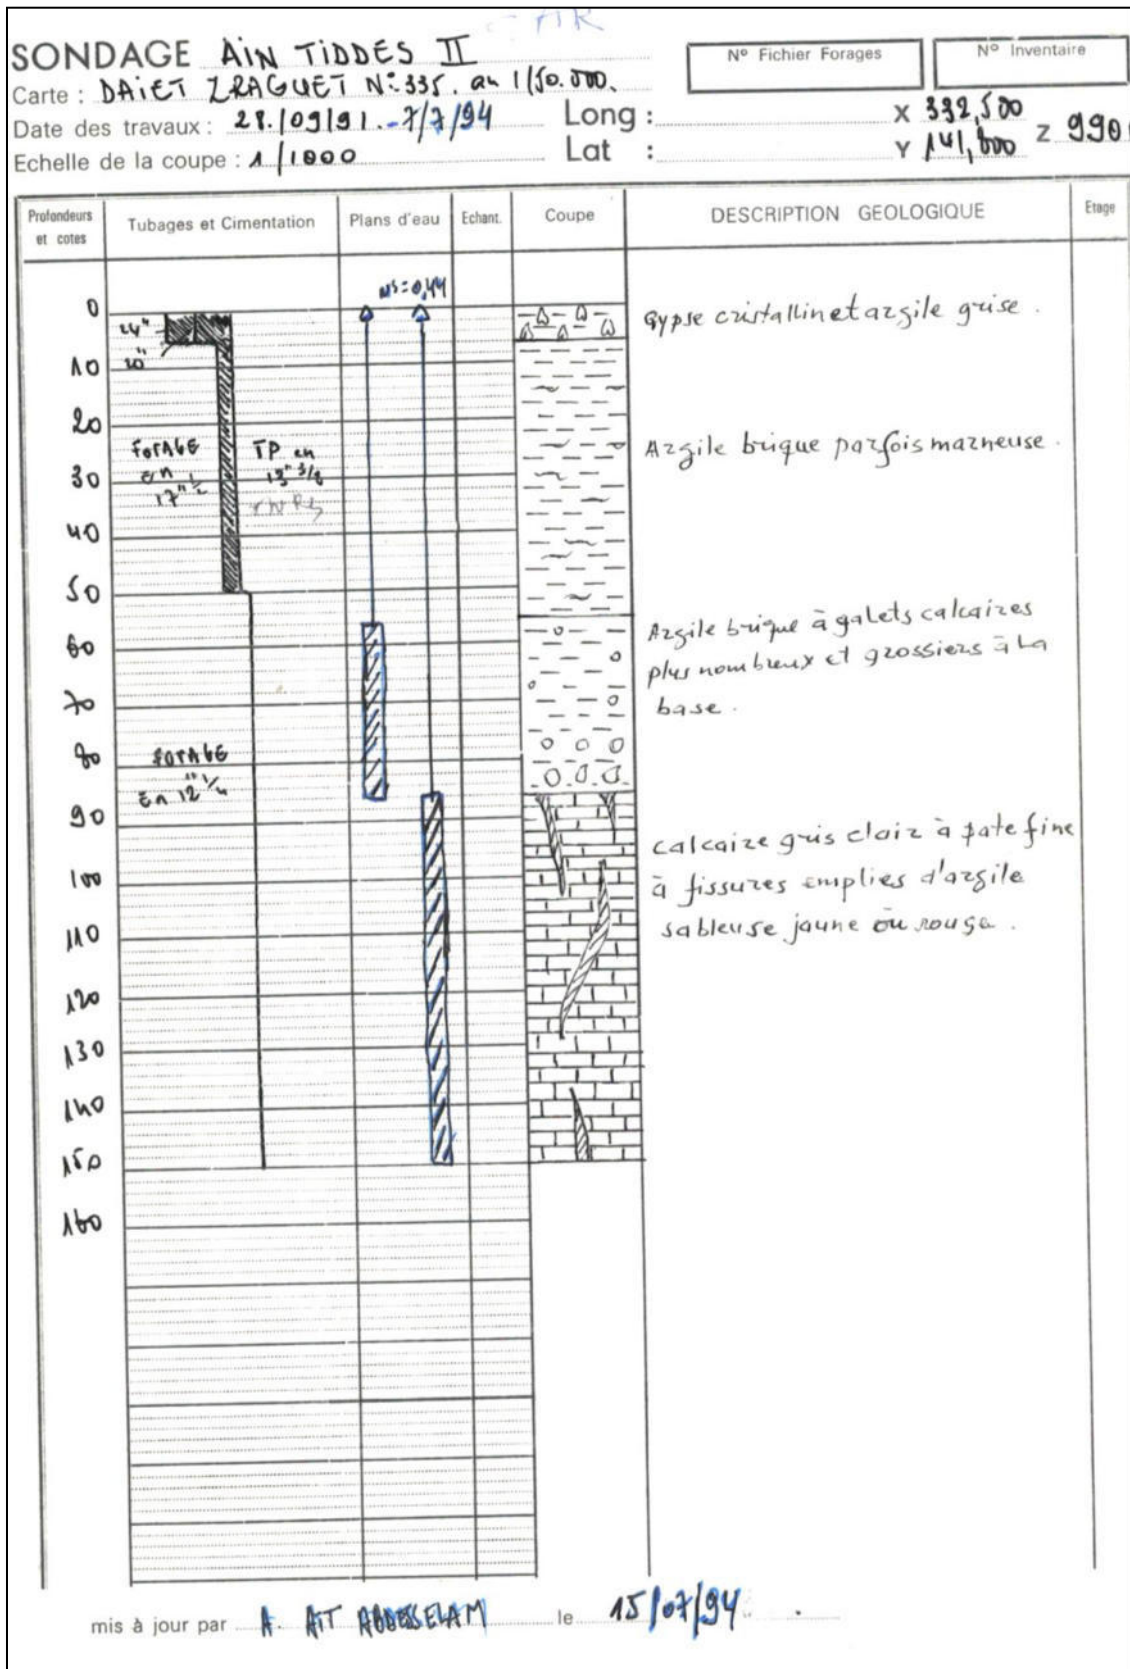 SONDAGE AIN TIDDES II
N° Fichier Forages
N° Inventaire
Carte : DAIET ZRAGUET N: 335. au 1/50.000.
Date des travaux : 28/09/91.-7/7/94
Long :
X 332,500
Z 990
Echelle de la coupe : 1/1000
Lat :
Y 141,800
Profondeurs et cotes
Tubages et Cimentation
Plans d'eau
Echant.
Coupe
DESCRIPTION GEOLOGIQUE
Etage
NS=0,44
0
24"
Gypse cristallin et argile grise.
10
20
FORAGE
TP en
Argile brique parfois marneuse.
30
en
13" 3/8
17" 1/2
40
50
60
Argile brique à galets calcaires
plus nombreux et grossiers à la
70
base.
80
FORAGE
En 12" 1/4
90
calcaire gris clair à pate fine
100
à fissures emplies d'argile
110
sableuse jaune ou rouge.
120
130
140
150
160
mis à jour par A. AIT ABDESSELAM le 15/07/94